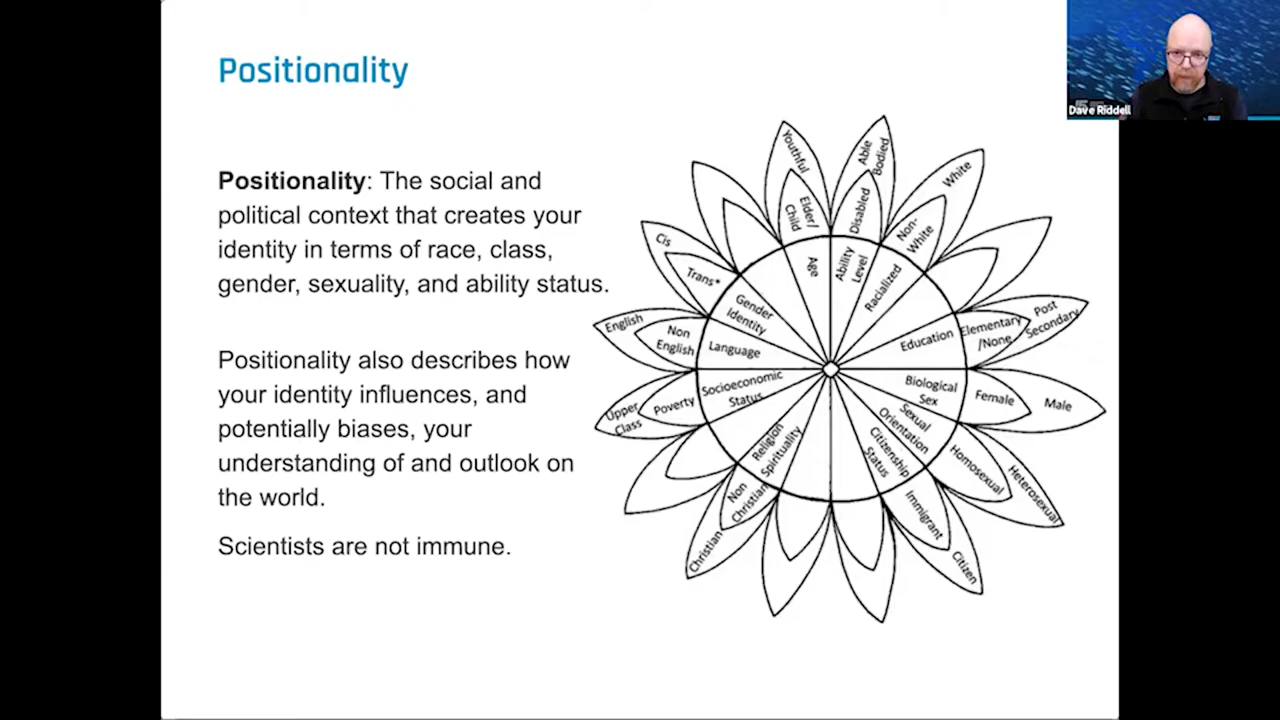 Positionality
Dave Riddell
Positionality: The social and
political context that creates your
identity in terms of race, class,
gender, sexuality, and ability status.
Positionality also describes how
your identity influences, and
potentially biases, your
understanding of and outlook on
the world.
Scientists are not immune.
Youthful
Elder/
Child
Age
Able
Bodied
Disabled
Ability
Level
White
Non-
White
Racialized
Post
Secondary
Elementary
/None
Education
Male
Female
Biological
Sex
Heterosexual
Homosexual
Sexual
Orientation
Citizen
Immigrant
Citizenship
Status
Christian
Non
Christian
Religion
Spirituality
Upper
Class
Poverty
Socioeconomic
Status
English
Non
English
Language
Cis
Trans*
Gender
Identity